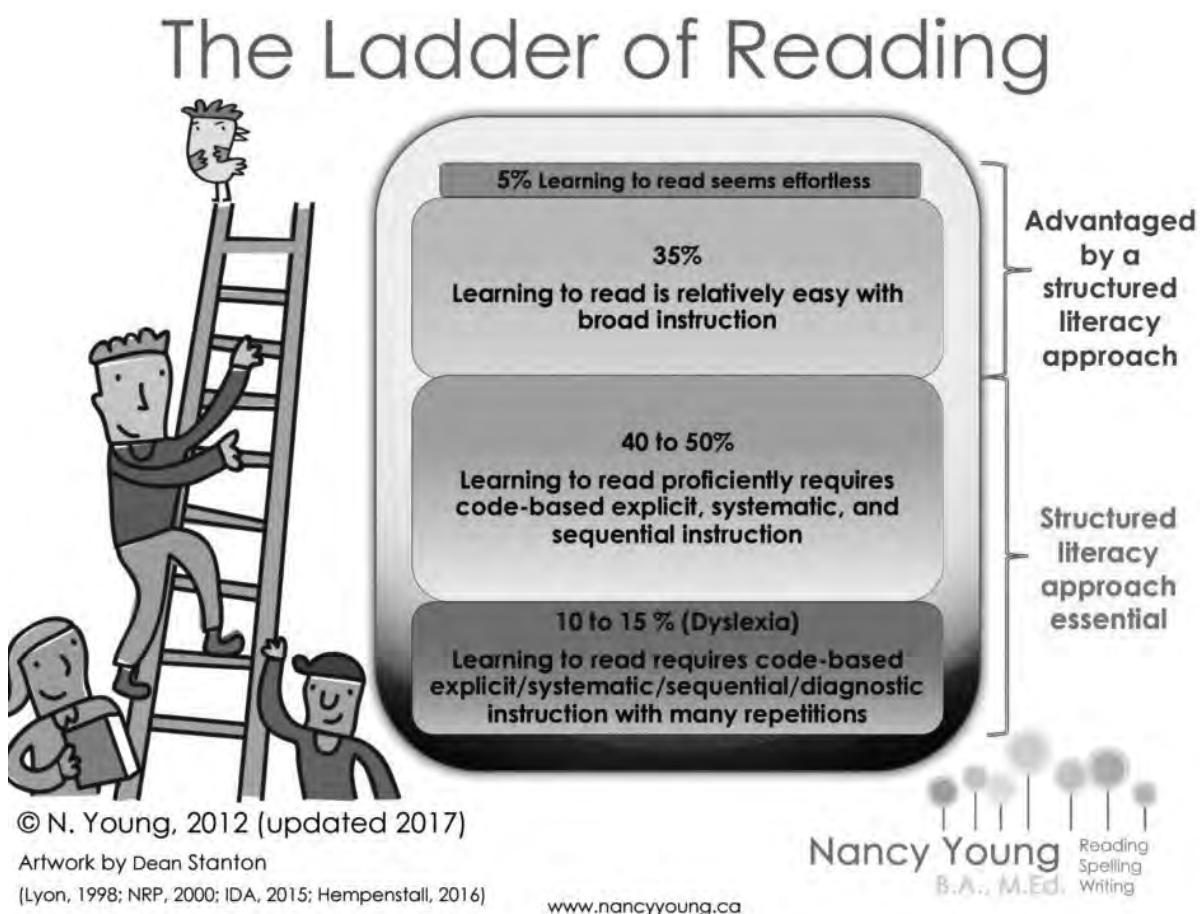 The Ladder of Reading
5% Learning to read seems effortless
35%
Learning to read is relatively easy with
broad instruction
40 to 50%
Learning to read proficiently requires
code-based explicit, systematic, and
sequential instruction
10 to 15 % (Dyslexia)
Learning to read requires code-based
explicit/systematic/sequential/diagnostic
instruction with many repetitions
Advantaged
by a
structured
literacy
approach
Structured
literacy
approach
essential
© N. Young, 2012 (updated 2017)
Artwork by Dean Stanton
(Lyon, 1998; NRP, 2000; IDA, 2015; Hempenstall, 2016)
www.nancyyoung.ca
Nancy Young
B.A., M.Ed.
Reading
Spelling
Writing